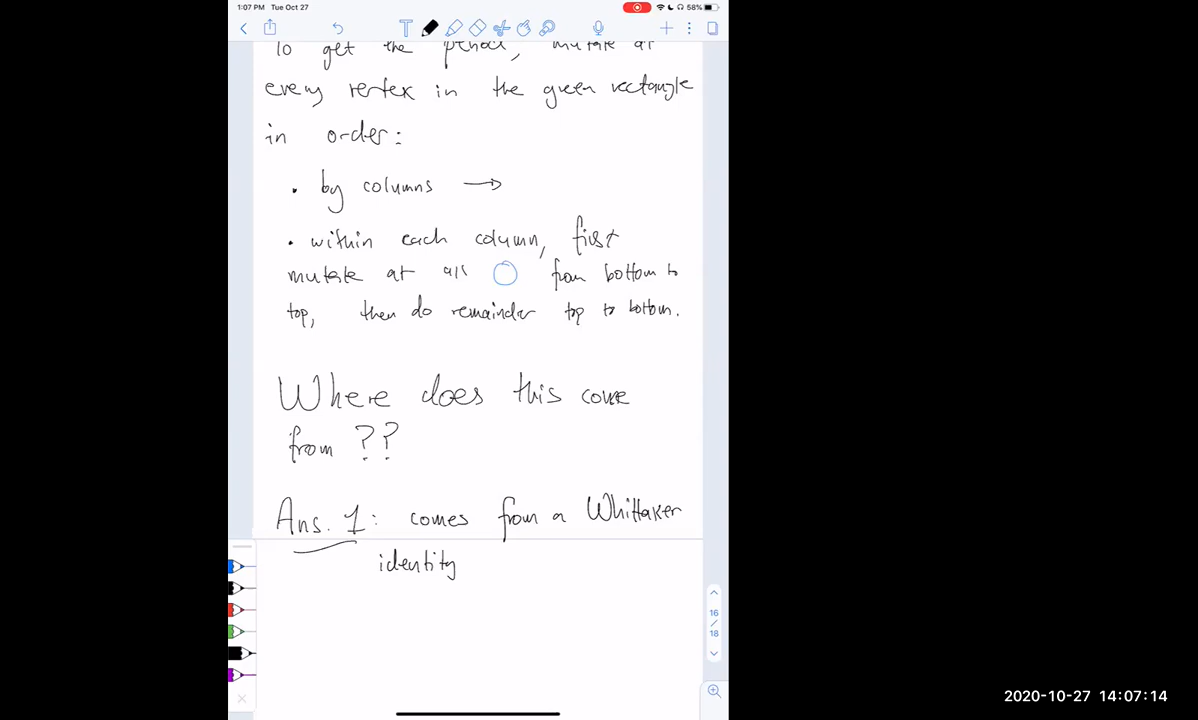 1:07 PM Tue Oct 27
58%
To get the period, mutate at
every vertex in the green rectangle
in order:
• by columns →
• within each column, first
mutate at all ○ from bottom to
top, then do remainder top to bottom.
Where does this come
from ??
Ans. 1: comes from a Whittaker
identity
16
/
18
2020-10-27 14:07:14